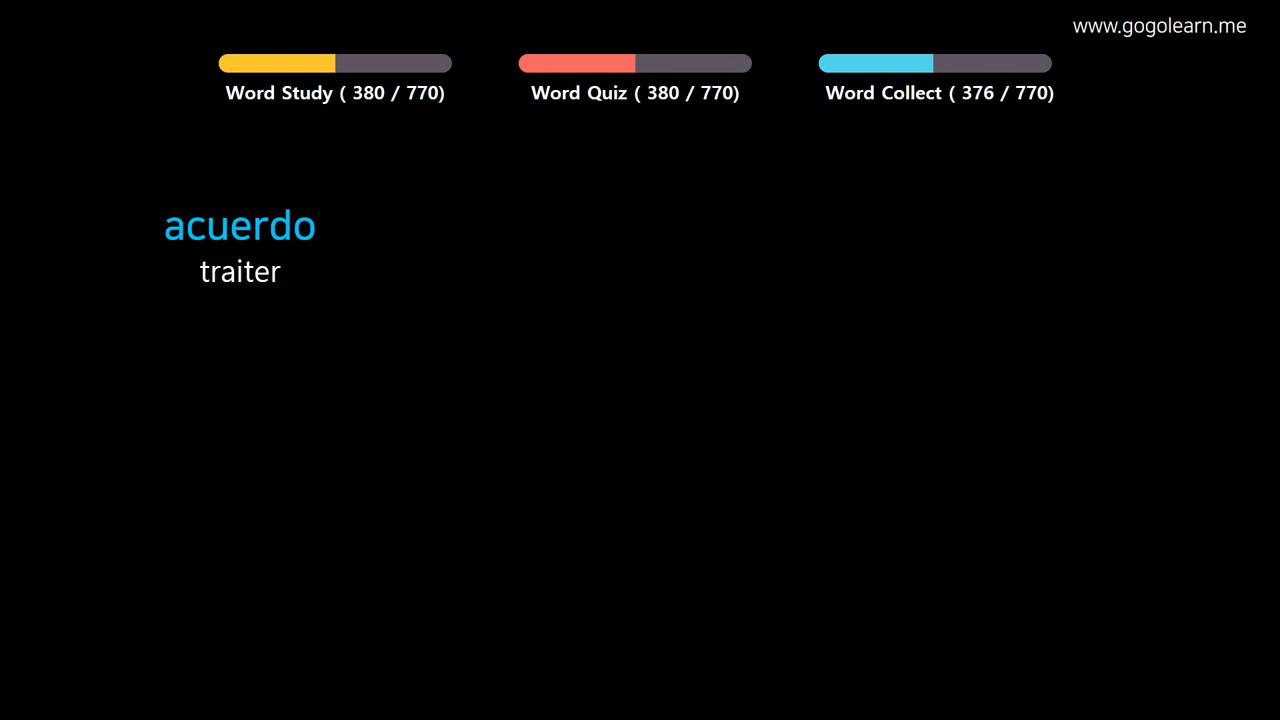 www.gogolearn.me
Word Study ( 380 / 770)
Word Quiz ( 380 / 770)
Word Collect ( 376 / 770)
acuerdo
traiter